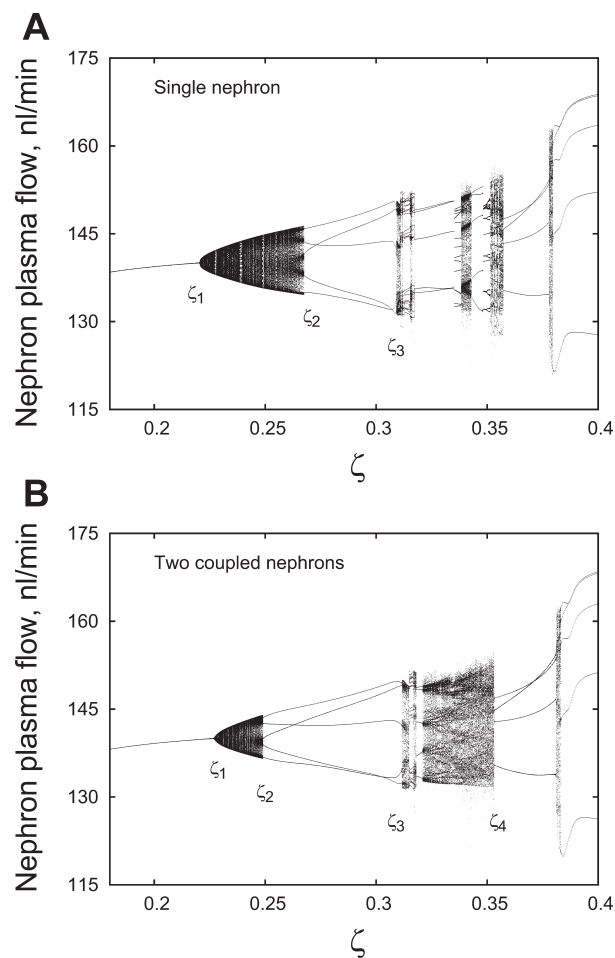 A
Nephron plasma flow, nl/min
175
160
145
130
115
Single nephron
ζ1
ζ2
ζ3
0.2 0.25 0.3 0.35 0.4
ζ
B
Nephron plasma flow, nl/min
175
160
145
130
115
Two coupled nephrons
ζ1
ζ2
ζ3
ζ4
0.2 0.25 0.3 0.35 0.4
ζ